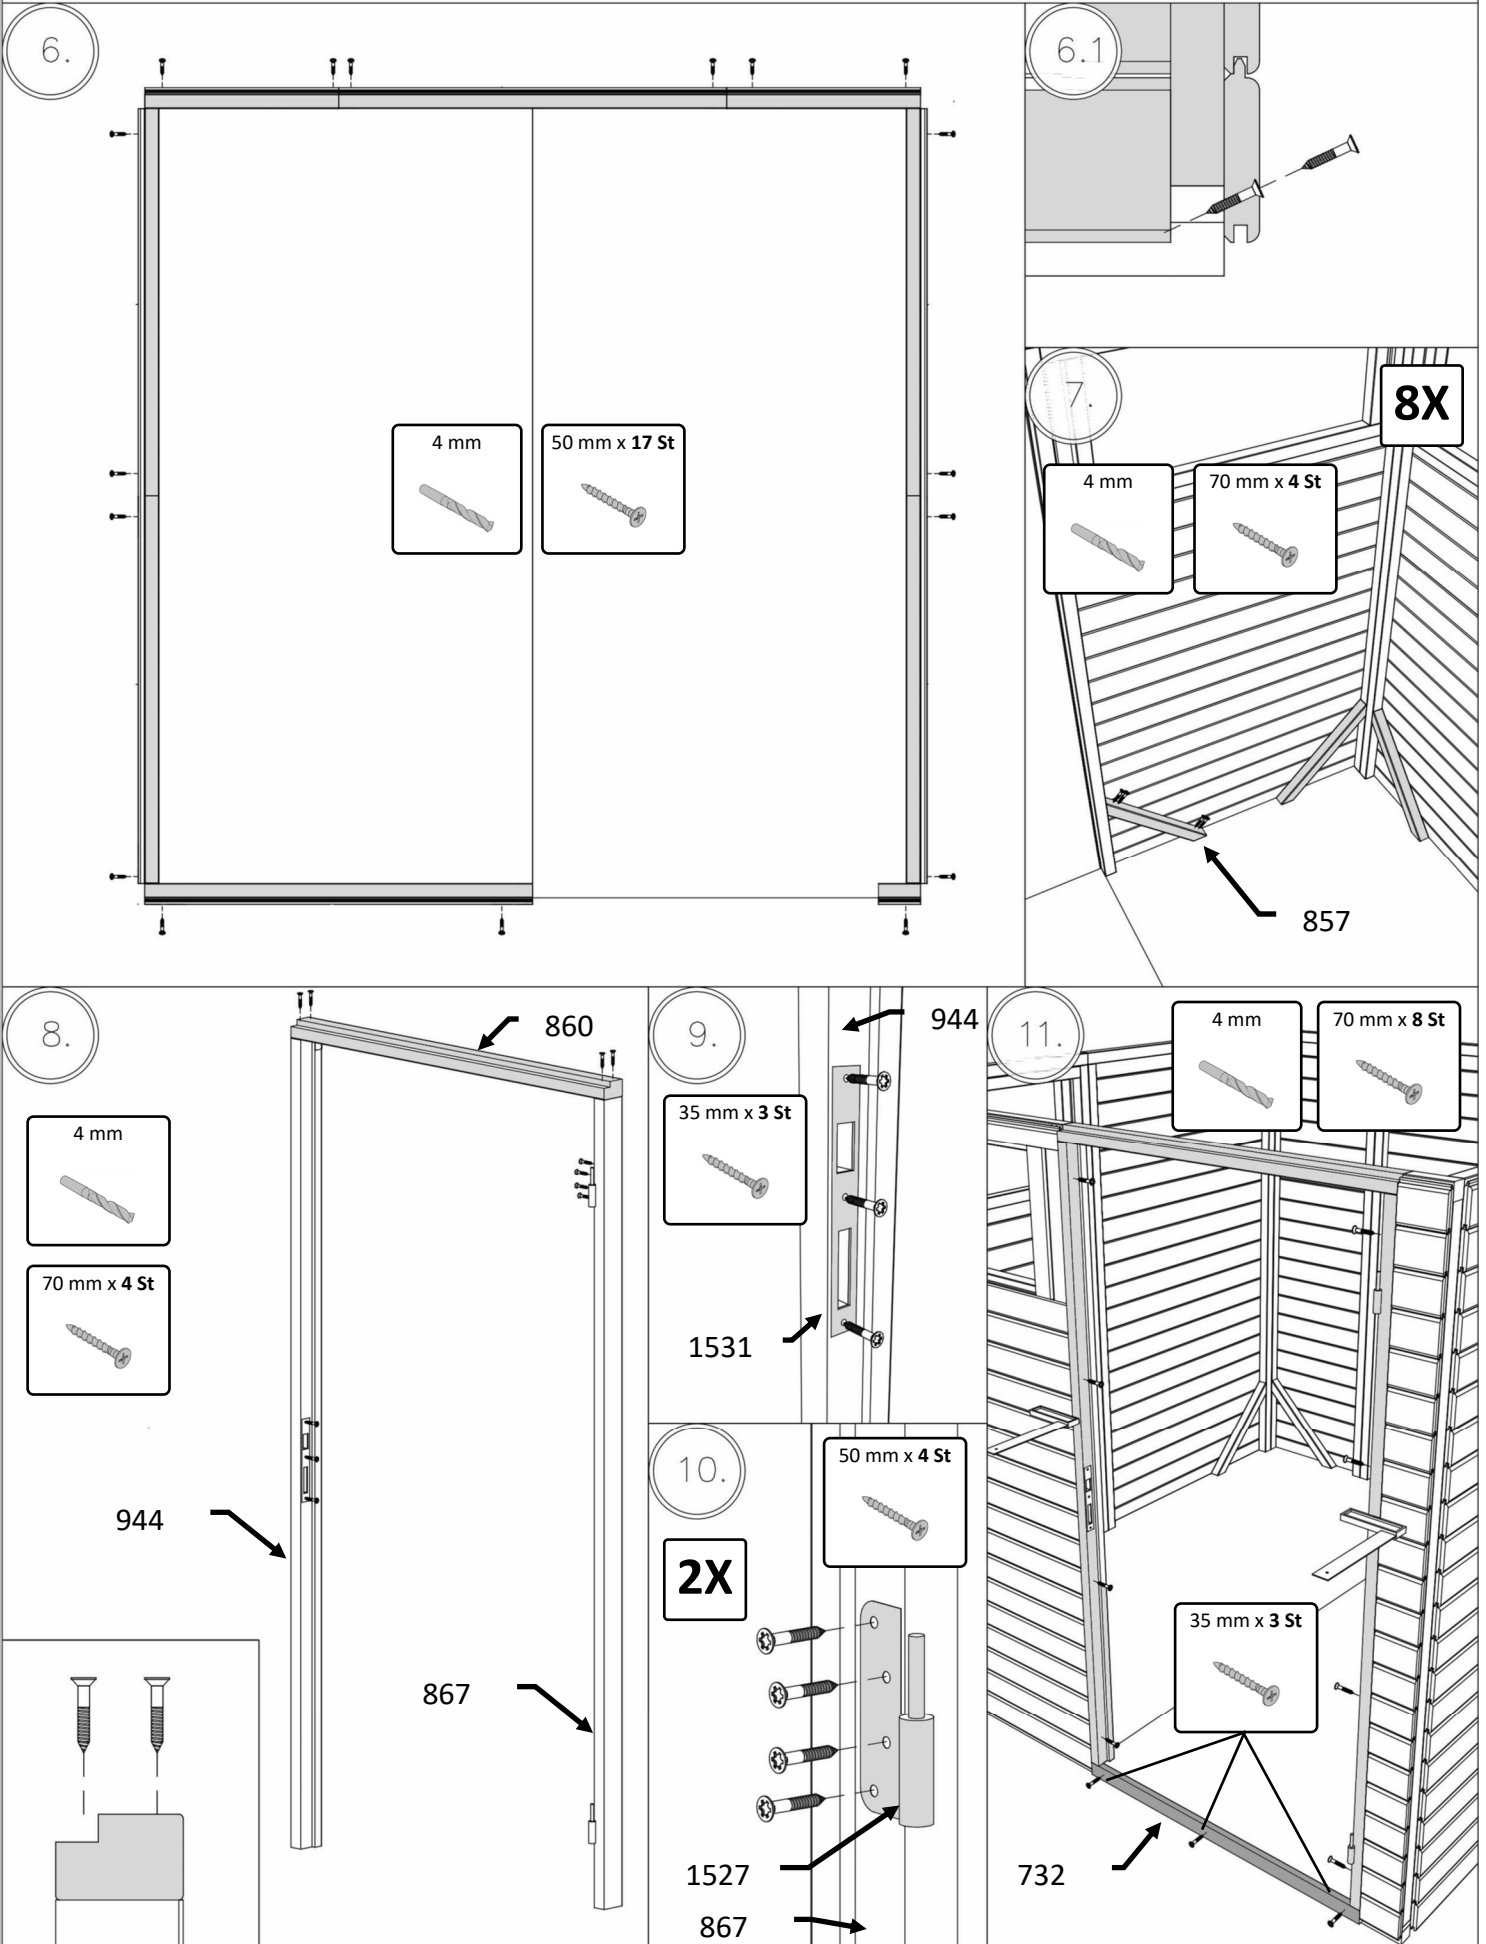 6.
4 mm
50 mm x 17 St
6.1
7.
8X
4 mm
70 mm x 4 St
857
8.
860
4 mm
70 mm x 4 St
944
867
9.
944
35 mm x 3 St
1531
10.
50 mm x 4 St
2X
1527
867
11.
4 mm
70 mm x 8 St
35 mm x 3 St
732